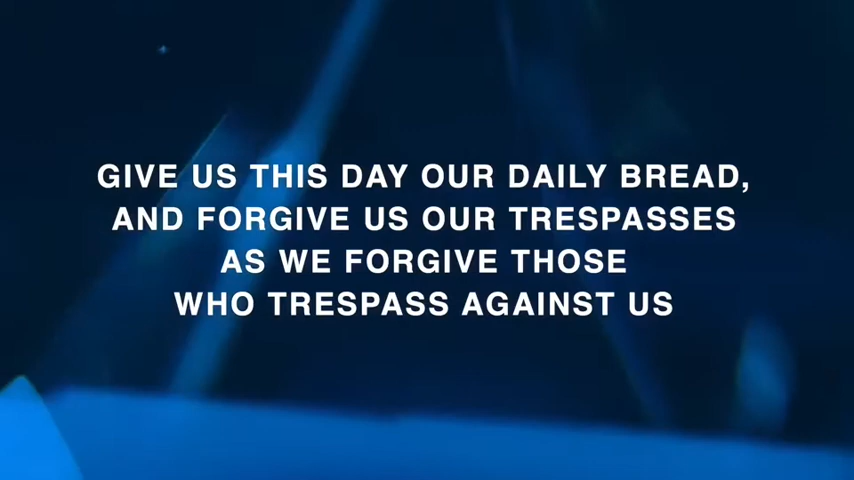 GIVE US THIS DAY OUR DAILY BREAD,
AND FORGIVE US OUR TRESPASSES
AS WE FORGIVE THOSE
WHO TRESPASS AGAINST US